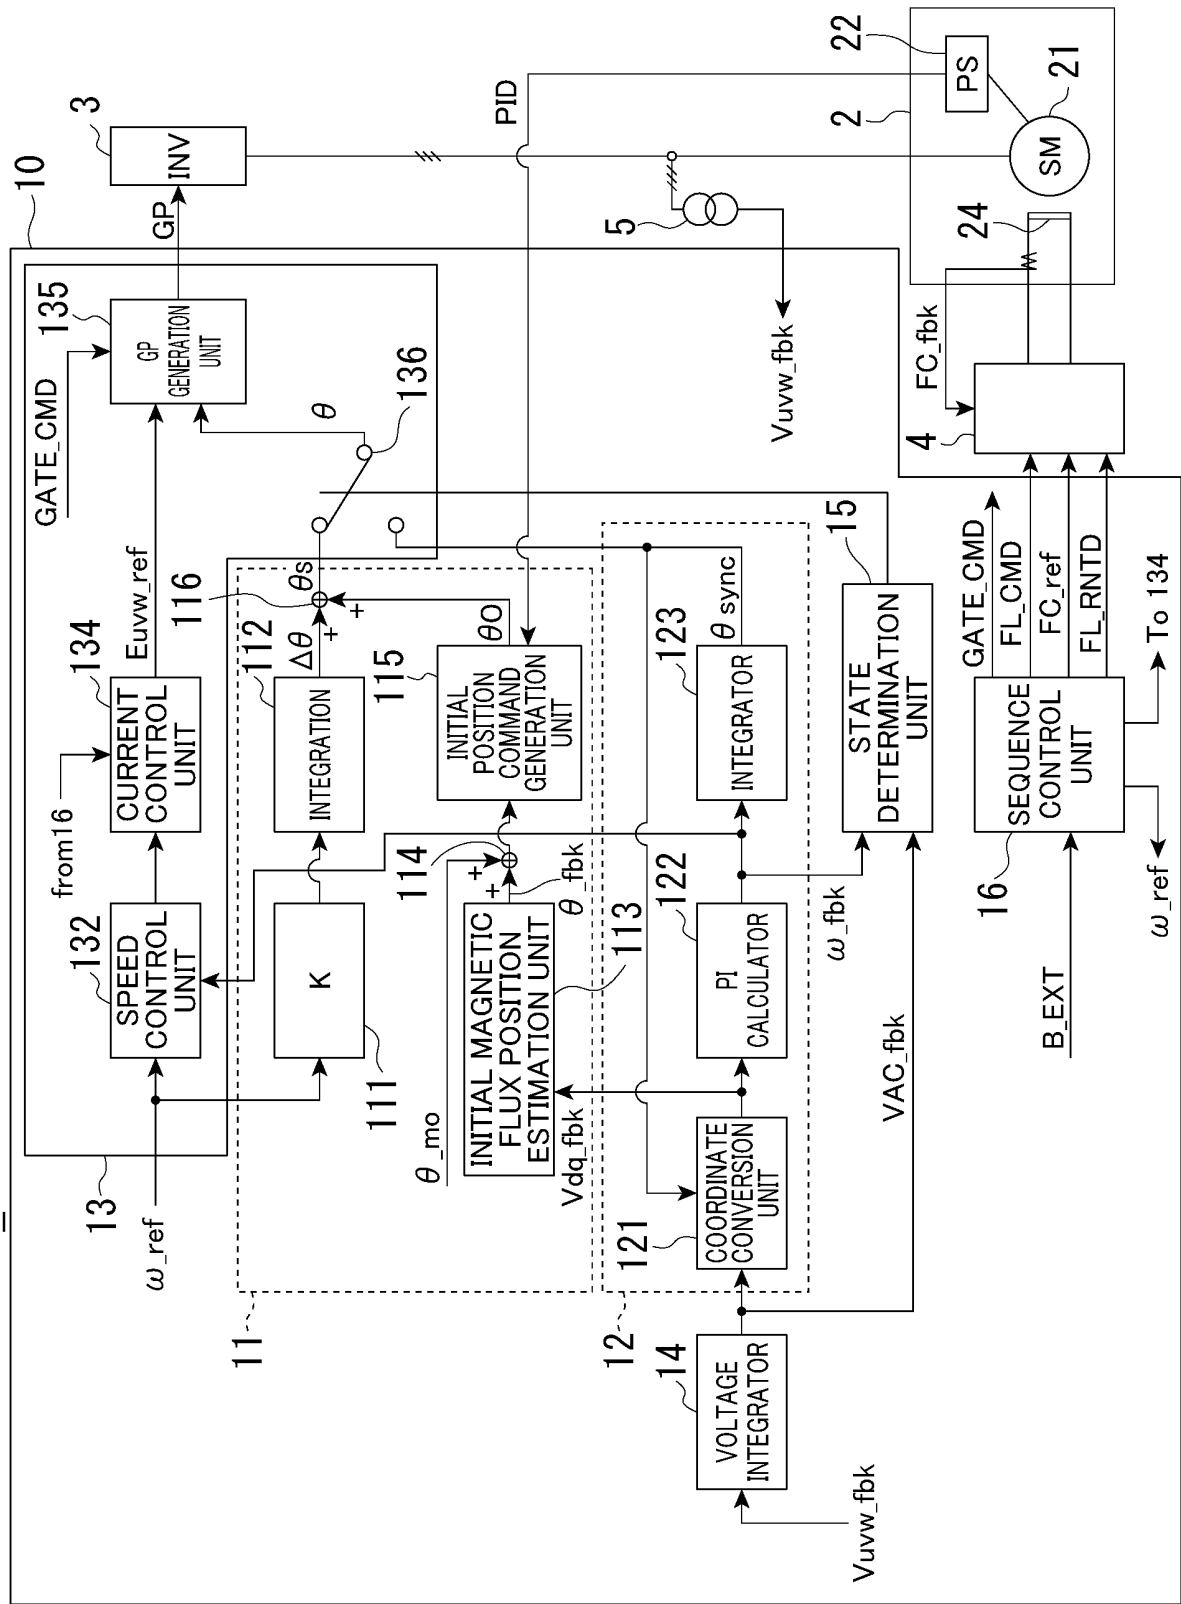 10
3
INV
GP
135
GP
GENERATION
UNIT
GATE_CMD
136
θ
Euvw_ref
134
CURRENT
CONTROL
UNIT
from16
132
SPEED
CONTROL
UNIT
13
ω_ref
PID
5
Vuvw_fbk
22
PS
2
21
SM
24
FC_fbk
4
116
θs
112
Δθ
+
+
INTEGRATION
K
111
θ0
115
INITIAL
POSITION
COMMAND
GENERATION
UNIT
114
+
+
θ_fbk
θ_mo
INITIAL MAGNETIC
FLUX POSITION
ESTIMATION UNIT
113
Vdq_fbk
11
θsync
123
INTEGRATOR
122
PI
CALCULATOR
121
COORDINATE
CONVERSION
UNIT
12
14
VOLTAGE
INTEGRATOR
Vuvw_fbk
15
STATE
DETERMINATION
UNIT
ω_fbk
VAC_fbk
GATE_CMD
FL_CMD
FC_ref
FL_RNTD
16
SEQUENCE
CONTROL
UNIT
To 134
ω_ref
B_EXT